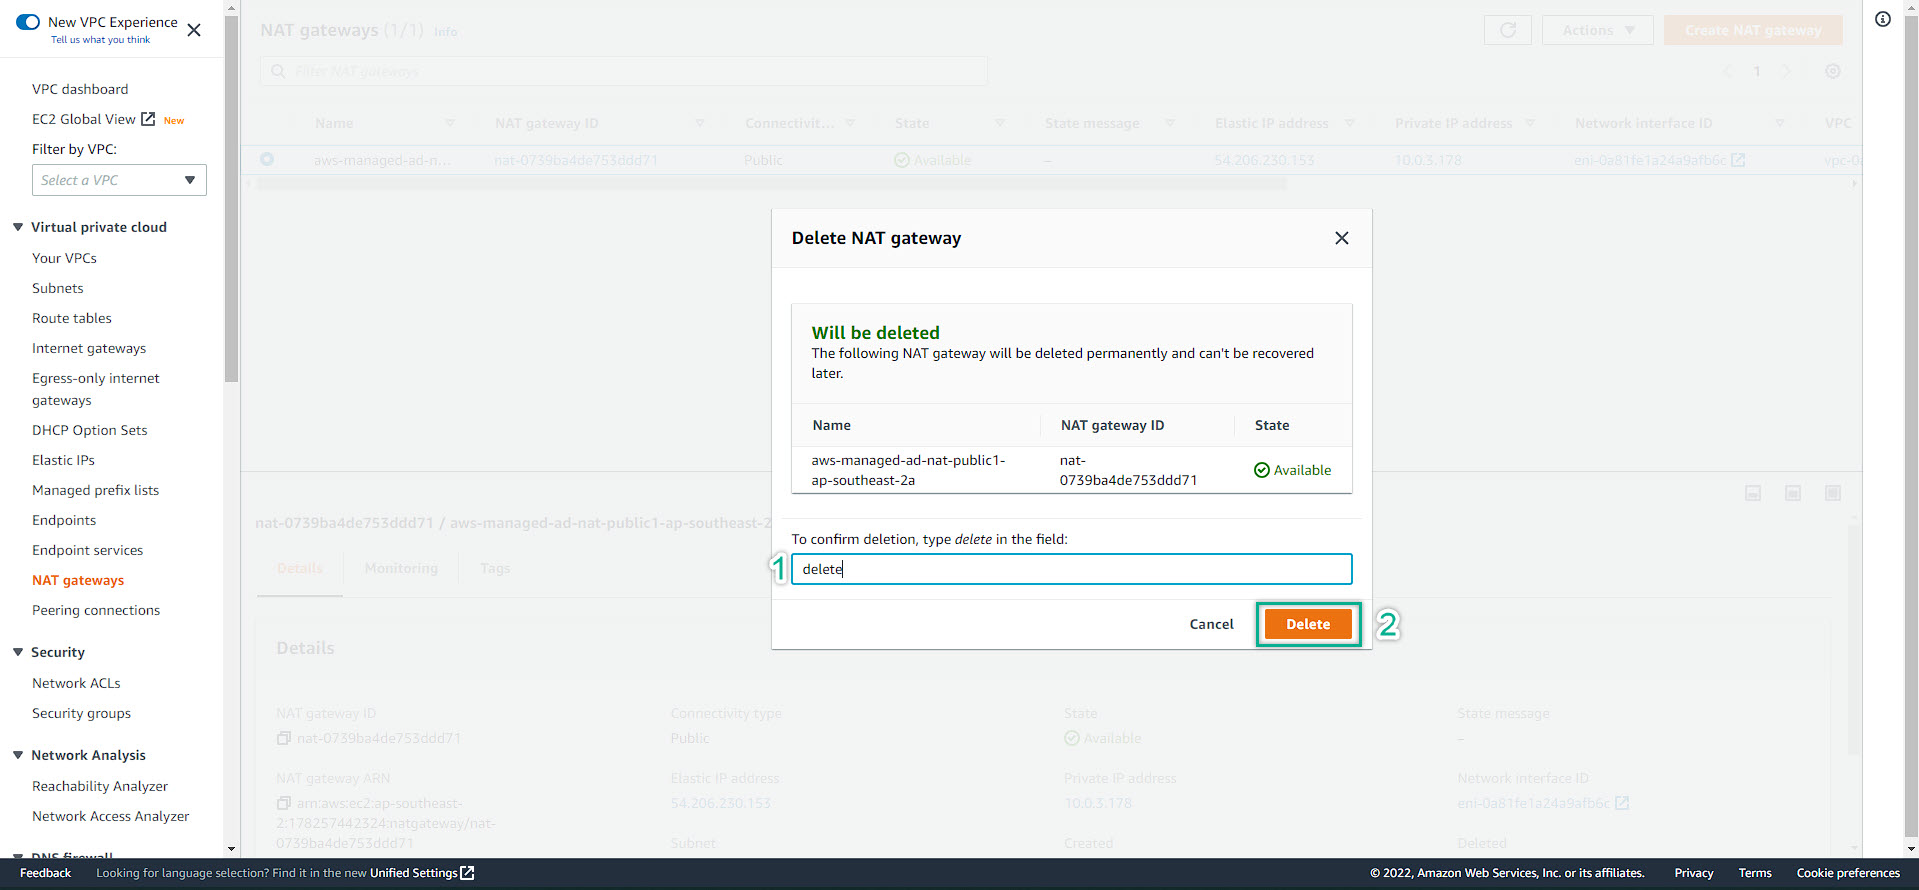 New VPC Experience
Tell us what you think
VPC dashboard
EC2 Global View New
Filter by VPC:
Select a VPC
Virtual private cloud
Your VPCs
Subnets
Route tables
Internet gateways
Egress-only internet
gateways
DHCP Option Sets
Elastic IPs
Managed prefix lists
Endpoints
Endpoint services
NAT gateways
Peering connections
Security
Network ACLs
Security groups
Network Analysis
Reachability Analyzer
Network Access Analyzer
DNS firewall
NAT gateways (1/1) Info
Actions
Create NAT gateway
Filter NAT gateways
1
Name NAT gateway ID Connectivit... State State message Elastic IP address Private IP address Network interface ID VPC
aws-managed-ad-n... nat-0739ba4de753ddd71 Public Available – 54.206.230.153 10.0.3.178 eni-0a81fe1a24a9afb6c vpc-0
Delete NAT gateway
Will be deleted
The following NAT gateway will be deleted permanently and can't be recovered
later.
Name NAT gateway ID State
aws-managed-ad-nat-public1-
ap-southeast-2a
nat-
0739ba4de753ddd71
Available
To confirm deletion, type delete in the field:
1
delete
Cancel
Delete
2
nat-0739ba4de753ddd71 / aws-managed-ad-nat-public1-ap-southeast-2
Details Monitoring Tags
Details
NAT gateway ID
nat-0739ba4de753ddd71
Connectivity type
Public
State
Available
State message
–
NAT gateway ARN
arn:aws:ec2:ap-southeast-
2:178257442324:natgateway/nat-
0739ba4de753ddd71
Elastic IP address
54.206.230.153
Private IP address
10.0.3.178
Network interface ID
eni-0a81fe1a24a9afb6c
Subnet
Created
Deleted
Feedback Looking for language selection? Find it in the new Unified Settings
© 2022, Amazon Web Services, Inc. or its affiliates. Privacy Terms Cookie preferences